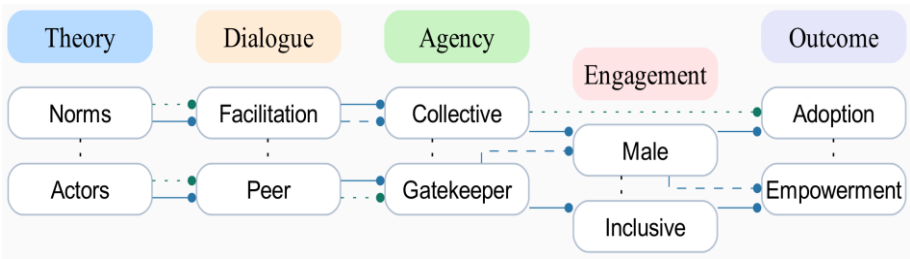 Theory
Dialogue
Agency
Engagement
Outcome
Norms
Facilitation
Collective
Male
Adoption
Actors
Peer
Gatekeeper
Inclusive
Empowerment